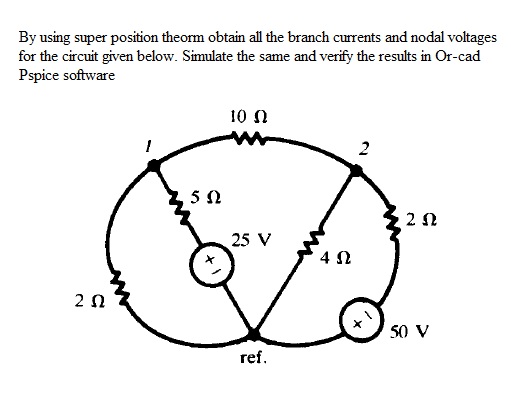 By using super position theorm obtain all the branch currents and nodal voltages
for the circuit given below. Simulate the same and verify the results in Or-cad
Pspice software
10 Ω
1
2
5 Ω
2 Ω
25 V
4 Ω
+ -
2 Ω
+ -
50 V
ref.